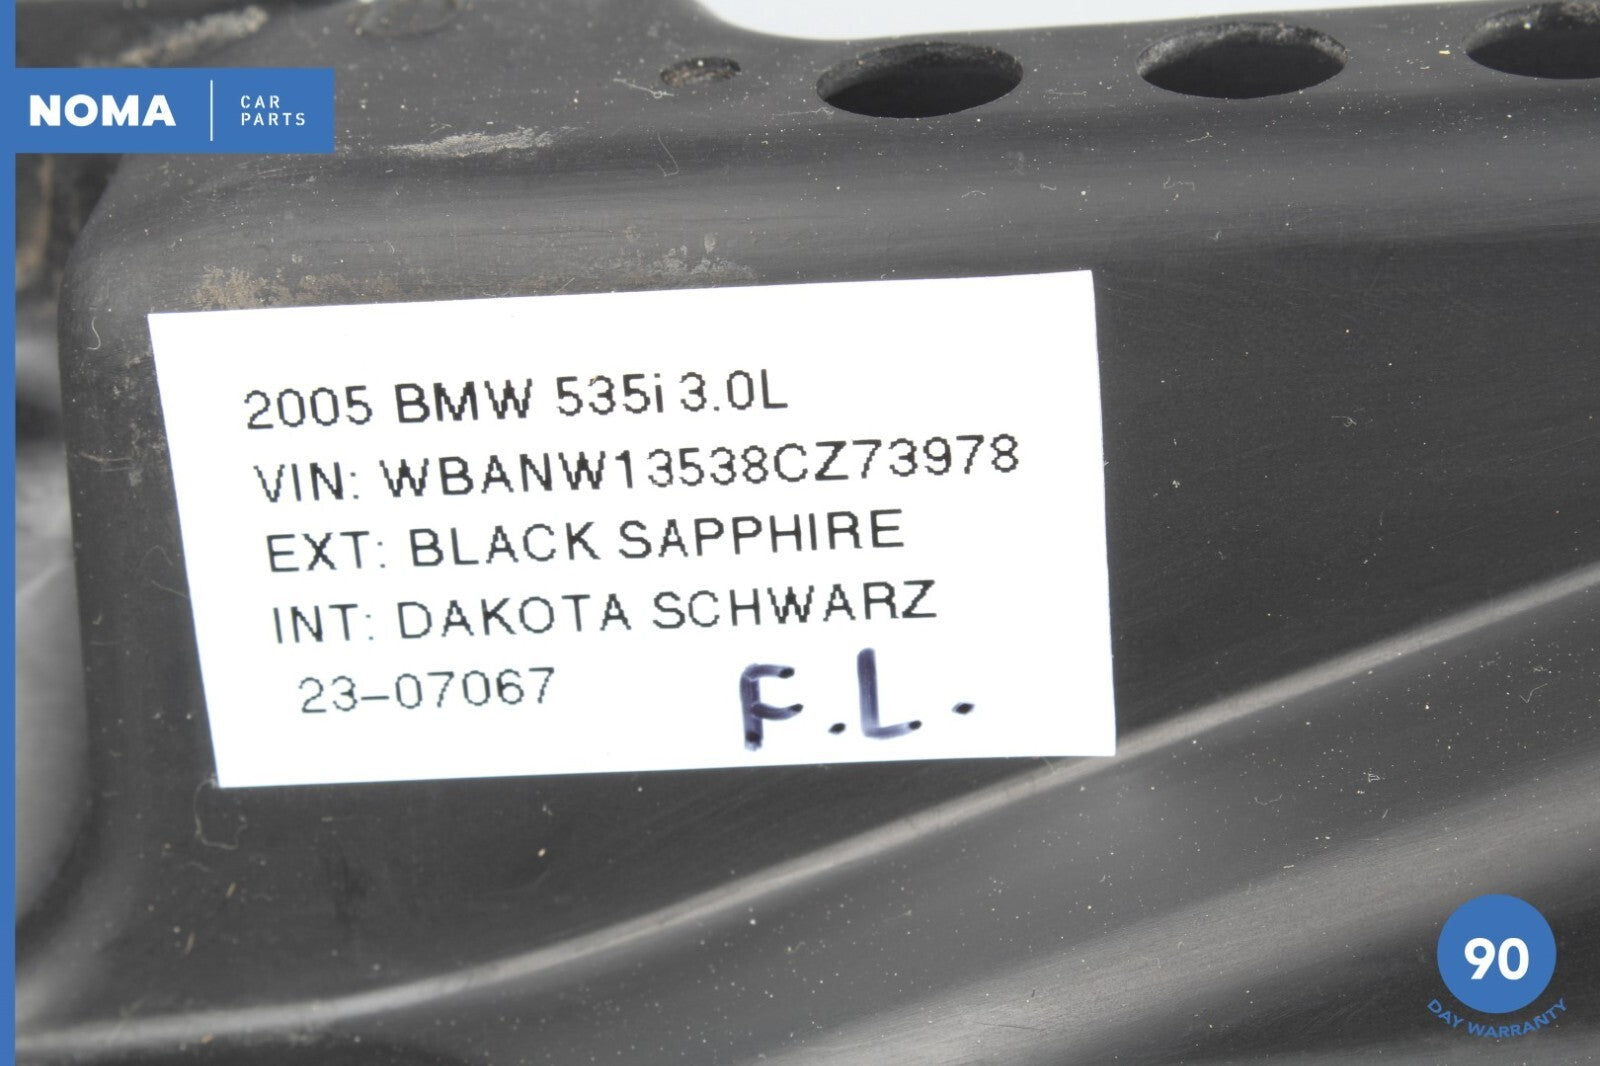 NOMA
CAR
PARTS
2005 BMW 535i 3.0L
VIN: WBANW13538CZ73978
EXT: BLACK SAPPHIRE
INT: DAKOTA SCHWARZ
23-07067
F.L.
90
DAY WARRANTY